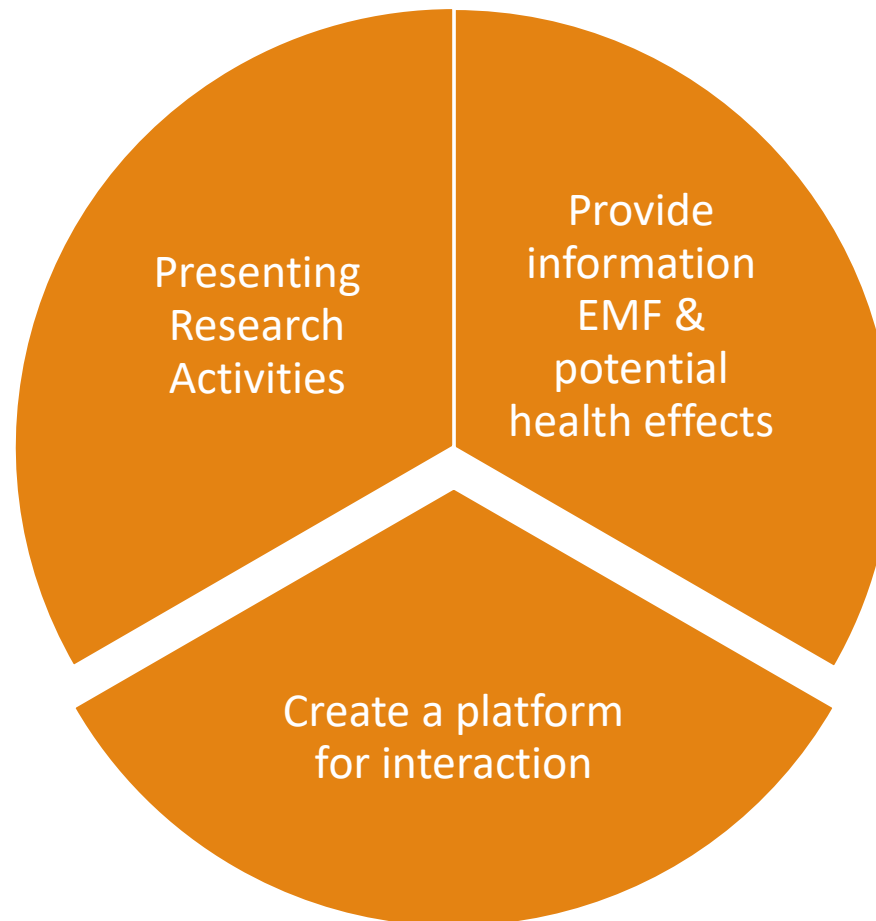 Presenting
Research
Activities
Provide
information
EMF &
potential
health effects
Create a platform
for interaction